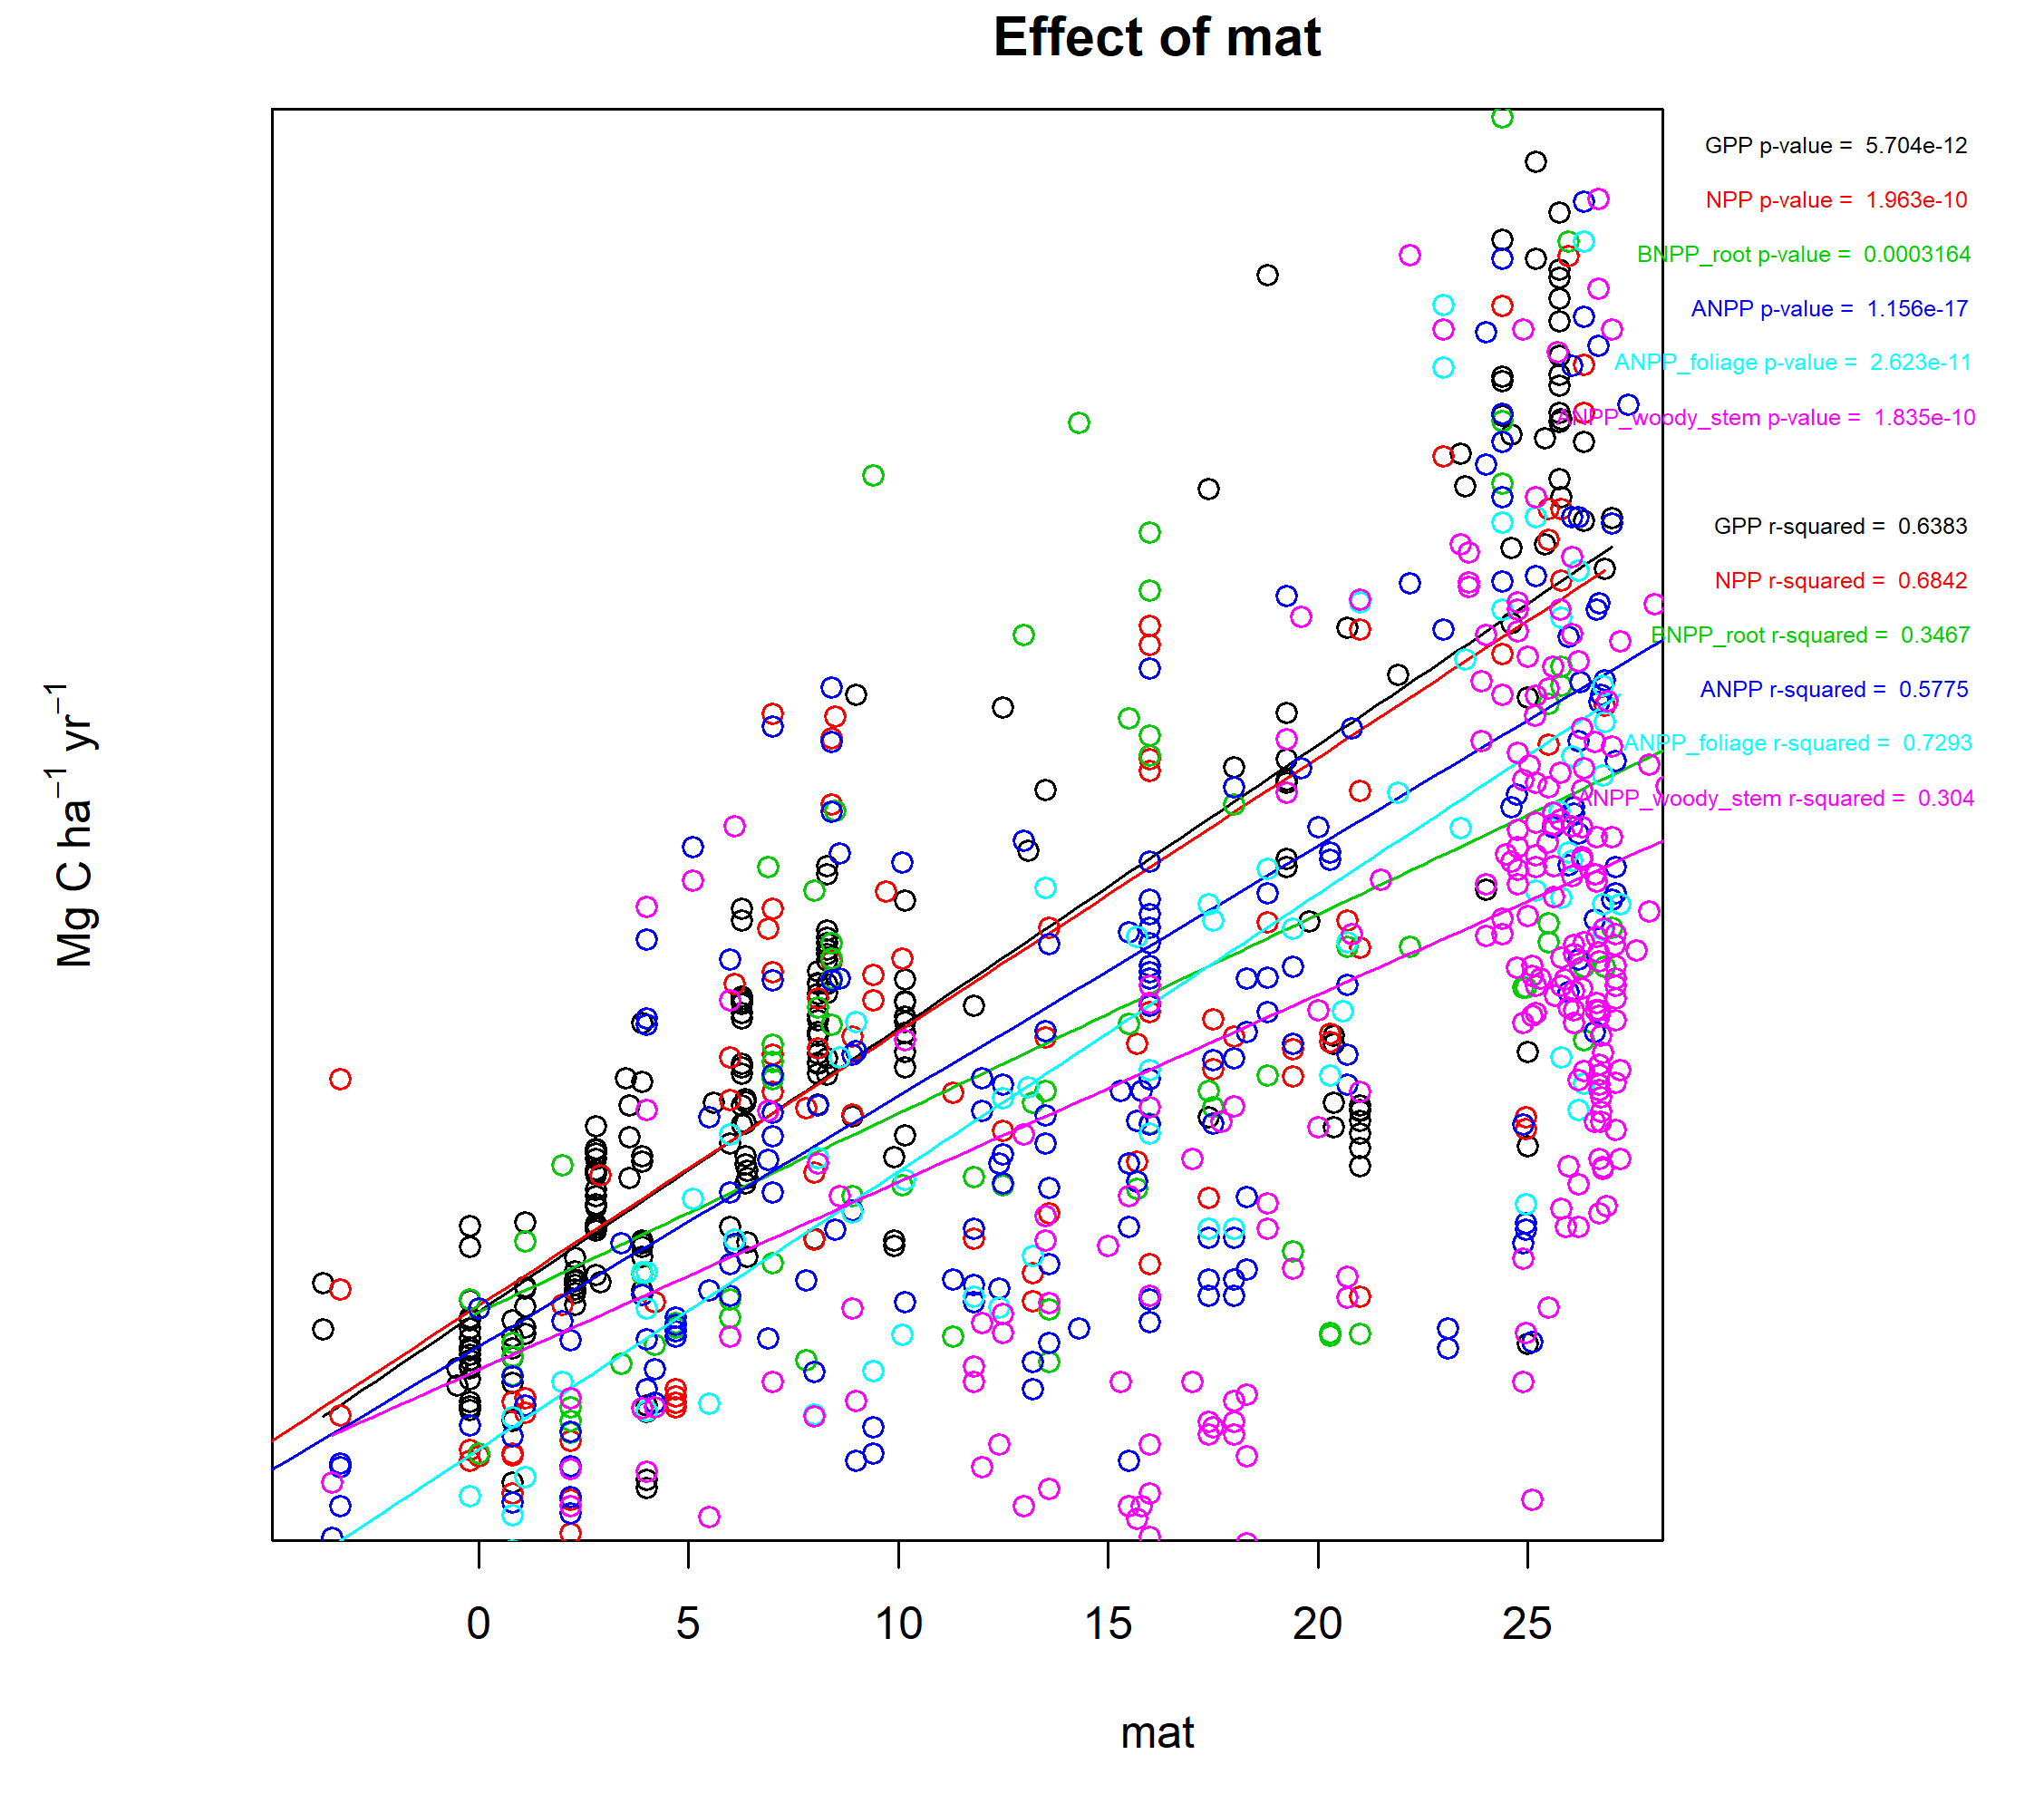 Effect of mat
GPP p-value = 5.704e-12
NPP p-value = 1.963e-10
BNPP_root p-value = 0.0003164
ANPP p-value = 1.156e-17
ANPP_foliage p-value = 2.623e-11
ANPP_woody_stem p-value = 1.835e-10
GPP r-squared = 0.6383
NPP r-squared = 0.6842
BNPP_root r-squared = 0.3467
ANPP r-squared = 0.5775
ANPP_foliage r-squared = 0.7293
ANPP_woody_stem r-squared = 0.304
Mg C ha⁻¹ yr⁻¹
0 5 10 15 20 25
mat